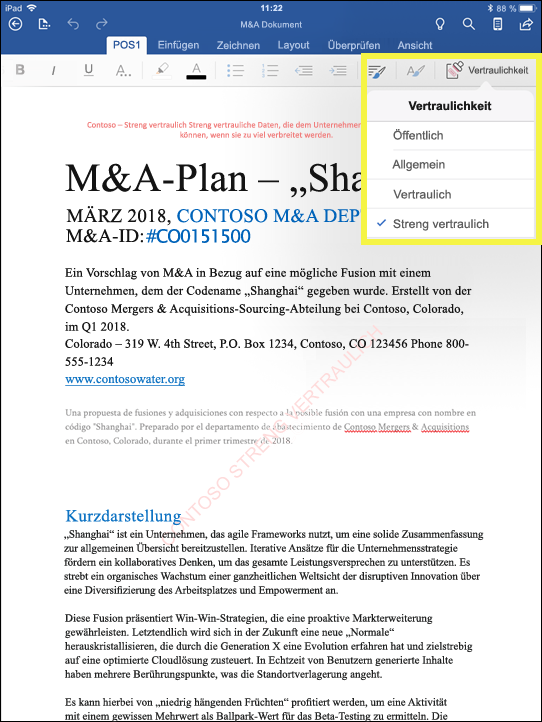 iPad 11:22 88 %
M&A Dokument
POS1 Einfügen Zeichnen Layout Überprüfen Ansicht
B I U A... A Vertraulichkeit
Vertraulichkeit
Öffentlich
Allgemein
Vertraulich
Streng vertraulich
Contoso – Streng vertraulich Streng vertrauliche Daten, die dem Unternehmen
können, wenn sie zu viel verbreitet werden.
M&A-Plan – „Sha
MÄRZ 2018, CONTOSO M&A DEP
M&A-ID:#CO0151500
Ein Vorschlag von M&A in Bezug auf eine mögliche Fusion mit einem
Unternehmen, dem der Codename „Shanghai“ gegeben wurde. Erstellt von der
Contoso Mergers & Acquisitions-Sourcing-Abteilung bei Contoso, Colorado,
im Q1 2018.
Colorado – 319 W. 4th Street, P.O. Box 1234, Contoso, CO 123456 Phone 800-
555-1234
www.contosowater.org
Una propuesta de fusiones y adquisiciones con respecto a la posible fusión con una empresa con nombre en
código "Shanghai". Preparado por el departamento de abastecimiento de Contoso Mergers & Acquisitions
en Contoso, Colorado, durante el primer trimestre de 2018.
CONTOSO STRENG VERTRAULICH
Kurzdarstellung
„Shanghai“ ist ein Unternehmen, das agile Frameworks nutzt, um eine solide Zusammenfassung
zur allgemeinen Übersicht bereitzustellen. Iterative Ansätze für die Unternehmensstrategie
fördern ein kollaboratives Denken, um das gesamte Leistungsversprechen zu unterstützen. Es
strebt ein organisches Wachstum einer ganzheitlichen Weltsicht der disruptiven Innovation über
eine Diversifizierung des Arbeitsplatzes und Empowerment an.
Diese Fusion präsentiert Win-Win-Strategien, die eine proaktive Markterweiterung
gewährleisten. Letztendlich wird sich in der Zukunft eine neue „Normale“
herauskristallisieren, die durch die Generation X eine Evolution erfahren hat und zielstrebig
auf eine optimierte Cloudlösung zusteuert. In Echtzeit von Benutzern generierte Inhalte
haben mehrere Berührungspunkte, was die Standortverlagerung angeht.
Es kann hierbei von „niedrig hängenden Früchten“ profitiert werden, um eine Aktivität
mit einem gewissen Mehrwert als Ballpark-Wert für das Beta-Testing zu ermitteln. Die